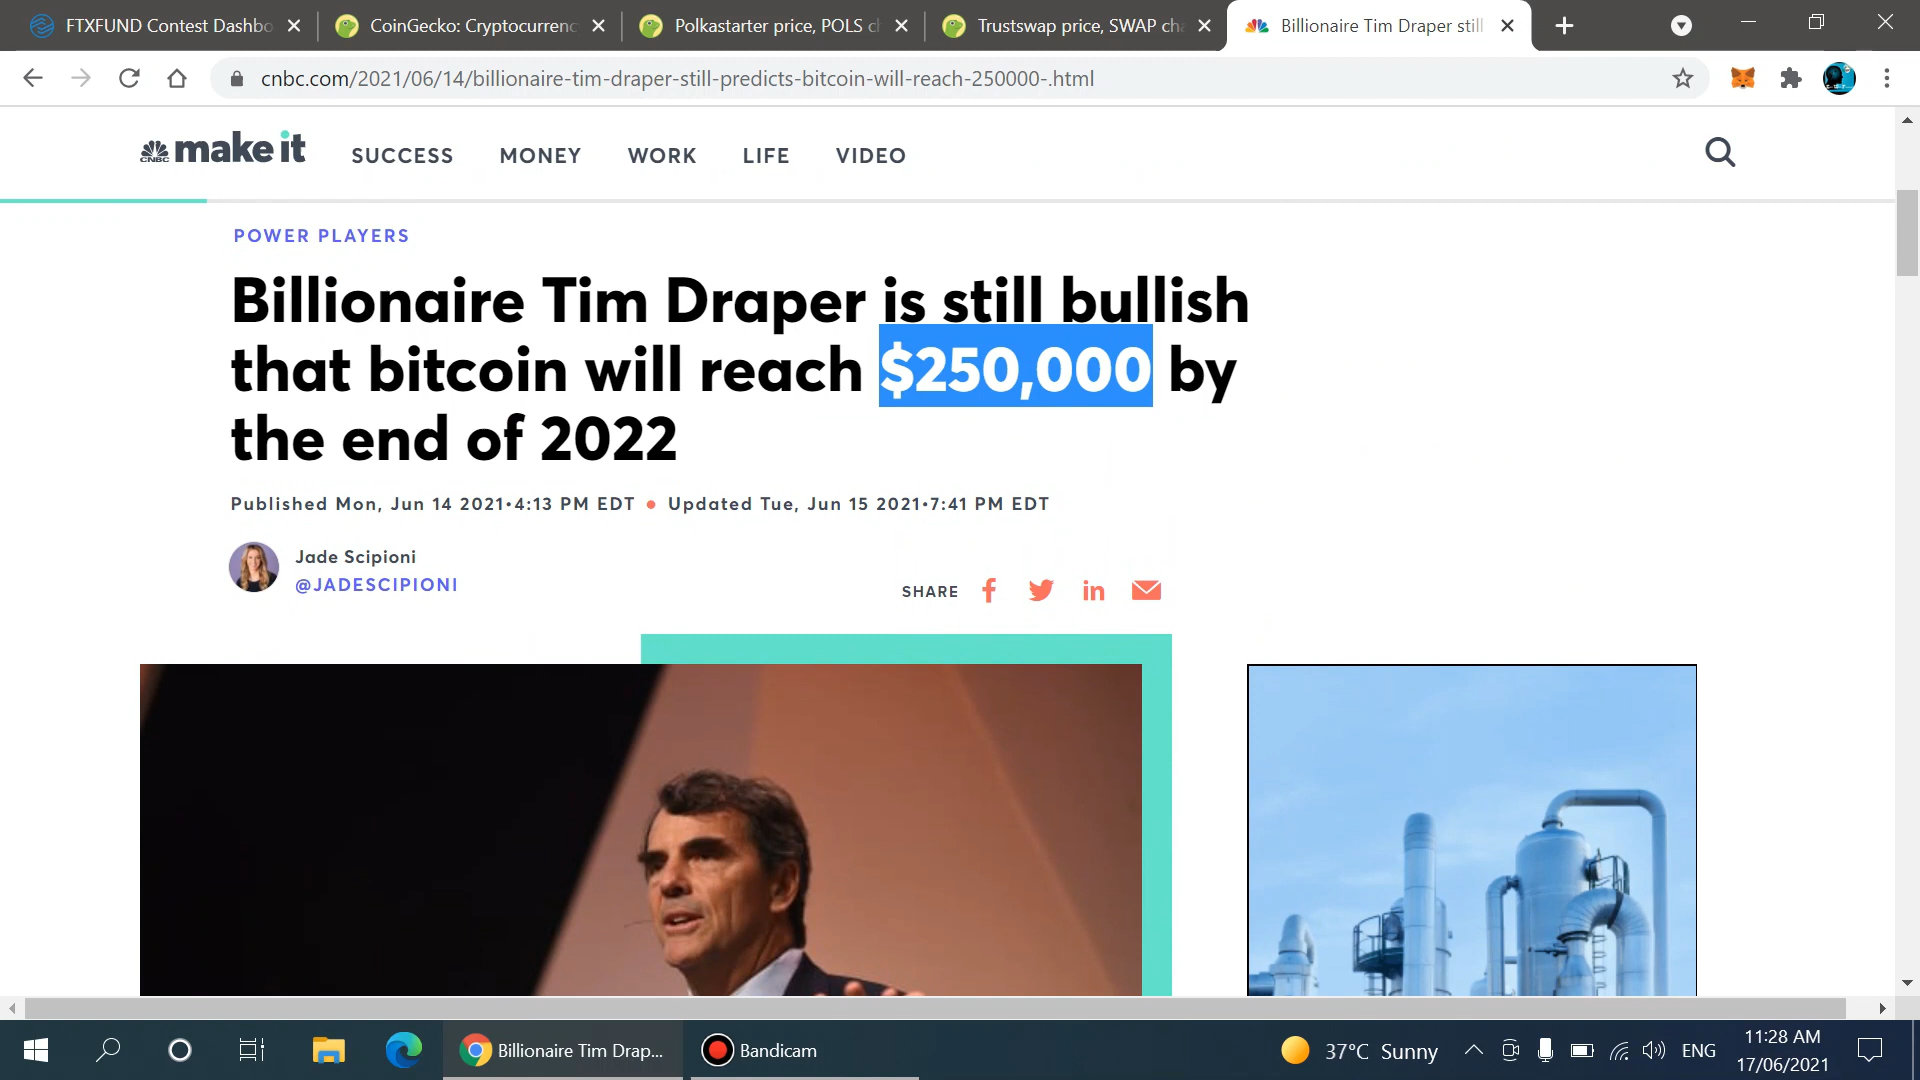 FTXFUND Contest Dashbo
CoinGecko: Cryptocurrenc
Polkastarter price, POLS c
Trustswap price, SWAP cha
Billionaire Tim Draper still
cnbc.com/2021/06/14/billionaire-tim-draper-still-predicts-bitcoin-will-reach-250000-.html
CNBC make it SUCCESS MONEY WORK LIFE VIDEO
POWER PLAYERS
Billionaire Tim Draper is still bullish
that bitcoin will reach $250,000 by
the end of 2022
Published Mon, Jun 14 2021•4:13 PM EDT • Updated Tue, Jun 15 2021•7:41 PM EDT
Jade Scipioni
@JADESCIPIONI
SHARE
Billionaire Tim Drap...
Bandicam
37°C Sunny
ENG
11:28 AM
17/06/2021